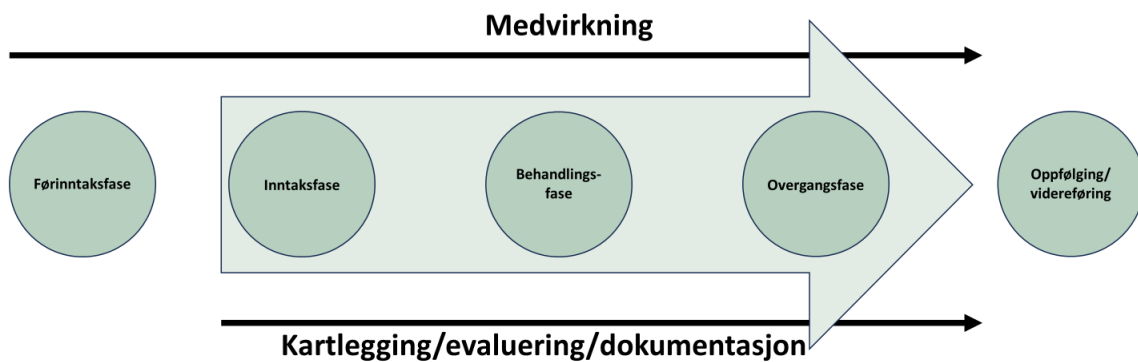 Medvirkning
Førinntaksfase
Inntaksfase
Behandlings-
fase
Overgangsfase
Oppfølging/
videreføring
Kartlegging/evaluering/dokumentasjon